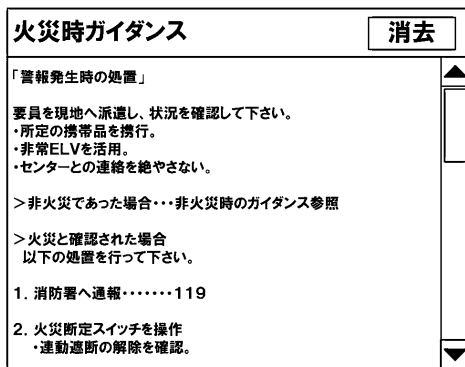 火災時ガイダンス
消去
「警報発生時の処置」
要員を現地へ派遣し、状況を確認して下さい。
・所定の携帯品を携行。
・非常ELVを活用。
・センターとの連絡を絶やさない。
＞非火災であった場合・・・非火災時のガイダンス参照
＞火災と確認された場合
以下の処置を行って下さい。
1. 消防署へ通報・・・・・・・119
2. 火災断定スイッチを操作
・連動遮断の解除を確認。